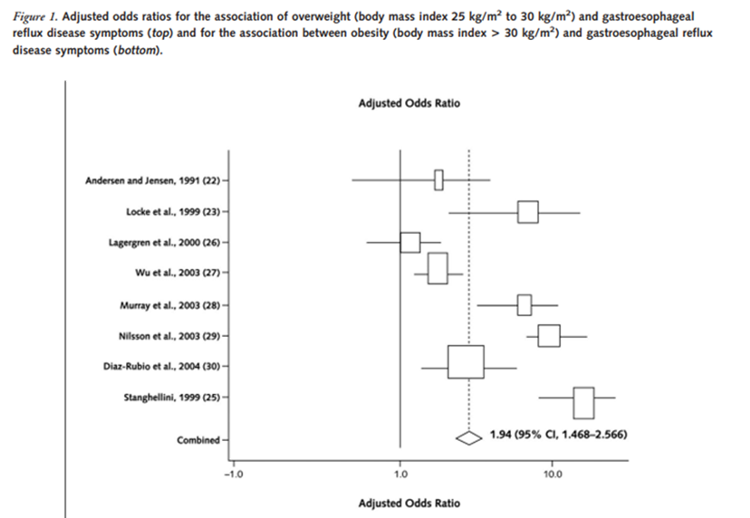 Figure 1. Adjusted odds ratios for the association of overweight (body mass index 25 kg/m² to 30 kg/m²) and gastroesophageal
reflux disease symptoms (top) and for the association between obesity (body mass index > 30 kg/m²) and gastroesophageal reflux
disease symptoms (bottom).
Adjusted Odds Ratio
Andersen and Jensen, 1991 (22)
Locke et al., 1999 (23)
Lagergren et al., 2000 (26)
Wu et al., 2003 (27)
Murray et al., 2003 (28)
Nilsson et al., 2003 (29)
Diaz-Rubio et al., 2004 (30)
Stanghellini, 1999 (25)
Combined
1.94 (95% CI, 1.468–2.566)
–1.0 1.0 10.0
Adjusted Odds Ratio